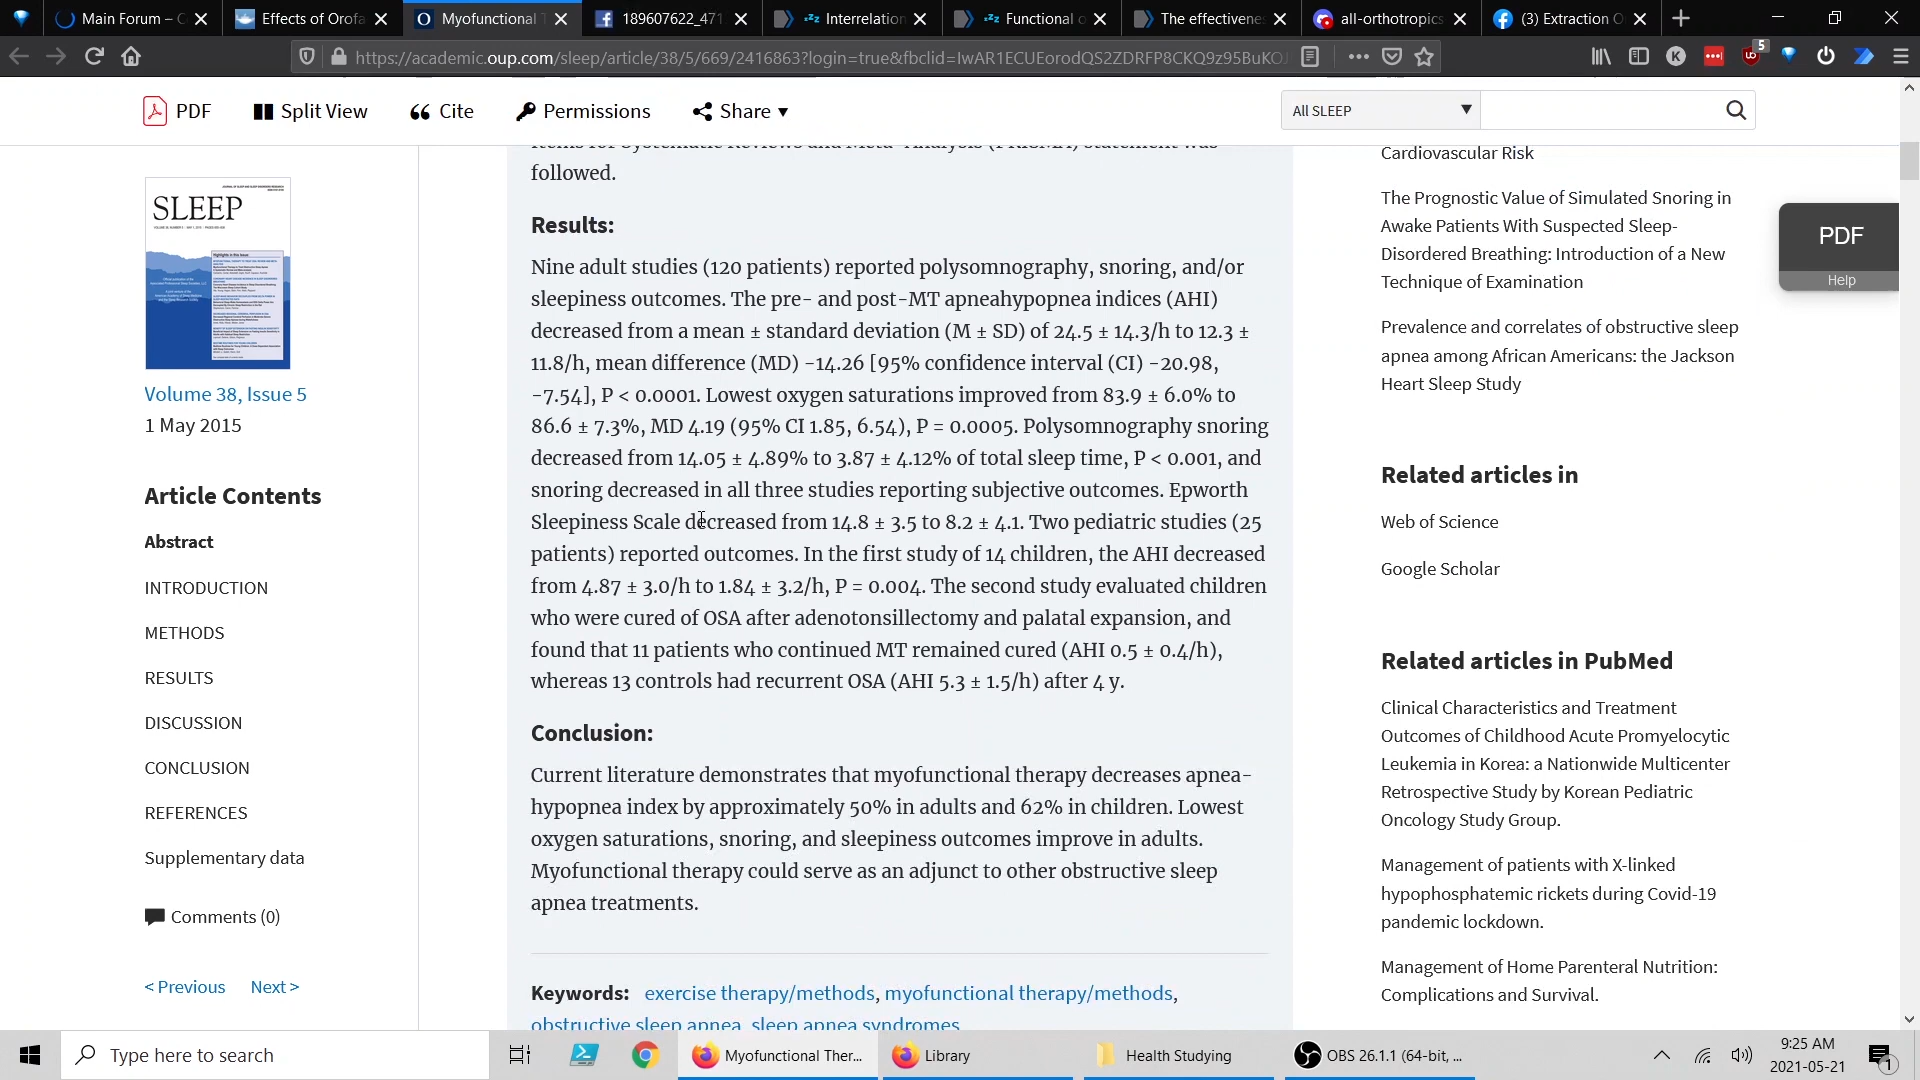 Main Forum – C
Effects of Orofa
Myofunctional T
189607622_471
Interrelation
Functional o
The effectivenes
all-orthotropics
(3) Extraction O
https://academic.oup.com/sleep/article/38/5/669/2416863?login=true&fbclid=IwAR1ECUEorodQS2ZDRFP8CKQ9z95BuKO
5
PDF
Split View
Cite
Permissions
Share
All SLEEP
SLEEP
Volume 38, Issue 5
1 May 2015
Article Contents
Abstract
INTRODUCTION
METHODS
RESULTS
DISCUSSION
CONCLUSION
REFERENCES
Supplementary data
Comments (0)
< Previous
Next >
Items for Systematic Reviews and Meta-Analysis (PRISMA) statement was
followed.
Results:
Nine adult studies (120 patients) reported polysomnography, snoring, and/or
sleepiness outcomes. The pre- and post-MT apneahypopnea indices (AHI)
decreased from a mean ± standard deviation (M ± SD) of 24.5 ± 14.3/h to 12.3 ±
11.8/h, mean difference (MD) −14.26 [95% confidence interval (CI) −20.98,
−7.54], P < 0.0001. Lowest oxygen saturations improved from 83.9 ± 6.0% to
86.6 ± 7.3%, MD 4.19 (95% CI 1.85, 6.54), P = 0.0005. Polysomnography snoring
decreased from 14.05 ± 4.89% to 3.87 ± 4.12% of total sleep time, P < 0.001, and
snoring decreased in all three studies reporting subjective outcomes. Epworth
Sleepiness Scale decreased from 14.8 ± 3.5 to 8.2 ± 4.1. Two pediatric studies (25
patients) reported outcomes. In the first study of 14 children, the AHI decreased
from 4.87 ± 3.0/h to 1.84 ± 3.2/h, P = 0.004. The second study evaluated children
who were cured of OSA after adenotonsillectomy and palatal expansion, and
found that 11 patients who continued MT remained cured (AHI 0.5 ± 0.4/h),
whereas 13 controls had recurrent OSA (AHI 5.3 ± 1.5/h) after 4 y.
Conclusion:
Current literature demonstrates that myofunctional therapy decreases apnea-
hypopnea index by approximately 50% in adults and 62% in children. Lowest
oxygen saturations, snoring, and sleepiness outcomes improve in adults.
Myofunctional therapy could serve as an adjunct to other obstructive sleep
apnea treatments.
Keywords: exercise therapy/methods, myofunctional therapy/methods,
obstructive sleep apnea, sleep apnea syndromes
Cardiovascular Risk
The Prognostic Value of Simulated Snoring in
Awake Patients With Suspected Sleep-
Disordered Breathing: Introduction of a New
Technique of Examination
Prevalence and correlates of obstructive sleep
apnea among African Americans: the Jackson
Heart Sleep Study
Related articles in
Web of Science
Google Scholar
Related articles in PubMed
Clinical Characteristics and Treatment
Outcomes of Childhood Acute Promyelocytic
Leukemia in Korea: a Nationwide Multicenter
Retrospective Study by Korean Pediatric
Oncology Study Group.
Management of patients with X-linked
hypophosphatemic rickets during Covid-19
pandemic lockdown.
Management of Home Parenteral Nutrition:
Complications and Survival.
PDF
Help
Type here to search
Myofunctional Ther...
Library
Health Studying
OBS 26.1.1 (64-bit, ...
9:25 AM
2021-05-21
1